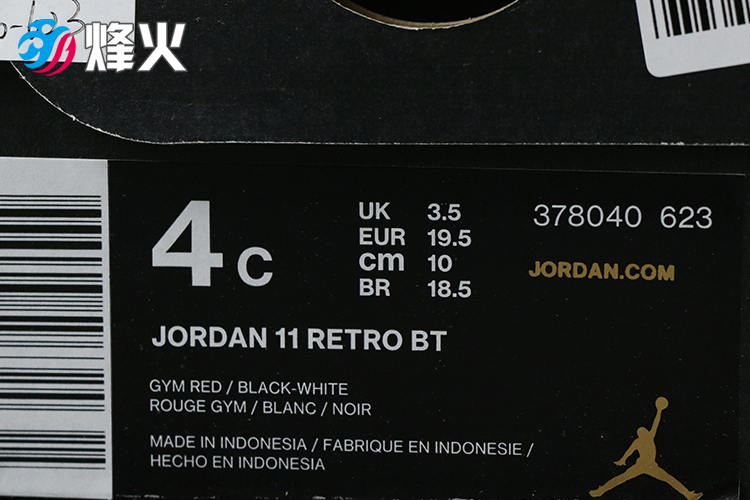 烽火
4C
UK 3.5
EUR 19.5
cm 10
BR 18.5
378040 623
JORDAN.COM
JORDAN 11 RETRO BT
GYM RED / BLACK-WHITE
ROUGE GYM / BLANC / NOIR
MADE IN INDONESIA / FABRIQUE EN INDONESIE /
HECHO EN INDONESIA